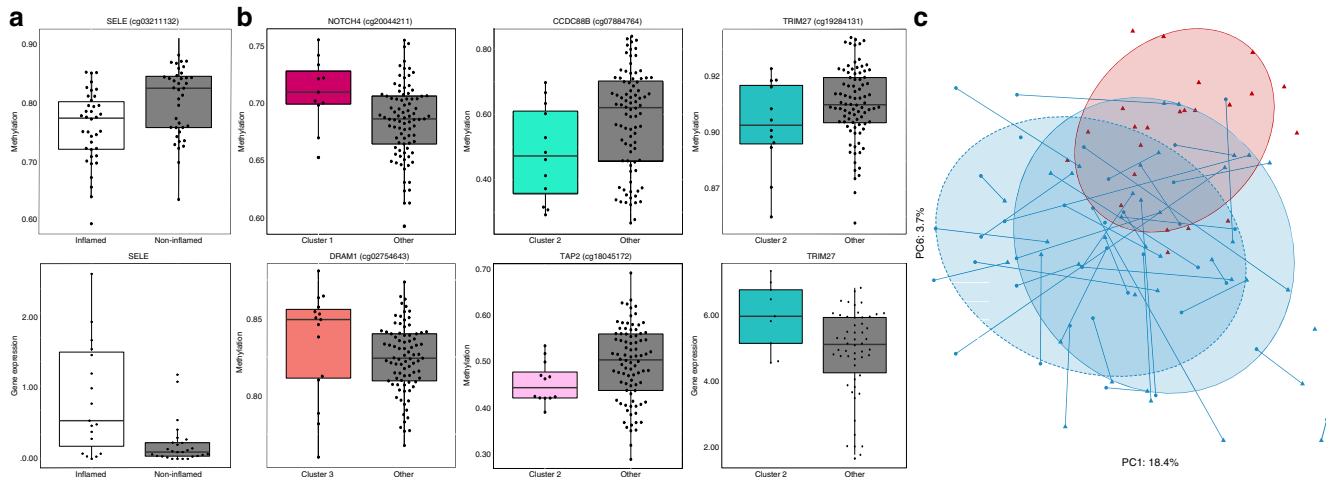 a
SELE (cg03211132)
Methylation
0.90
0.80
0.70
0.60
Inflamed
Non-inflamed
SELE
Gene expression
2.00
1.00
.00
Inflamed
Non-inflamed
b
NOTCH4 (cg20044211)
Methylation
0.75
0.70
0.65
0.60
Cluster 1
Other
CCDC88B (cg07884764)
Methylation
0.80
0.60
0.40
Cluster 2
Other
TRIM27 (cg19284131)
Methylation
0.92
0.90
0.87
Cluster 2
Other
DRAM1 (cg02754643)
Methylation
0.85
0.80
Cluster 3
Other
TAP2 (cg18045172)
Methylation
0.70
0.60
0.50
0.40
0.30
Cluster 2
Other
TRIM27
Gene expression
6.00
4.00
2.00
Cluster 2
Other
c
PC6: 3.7%
PC1: 18.4%